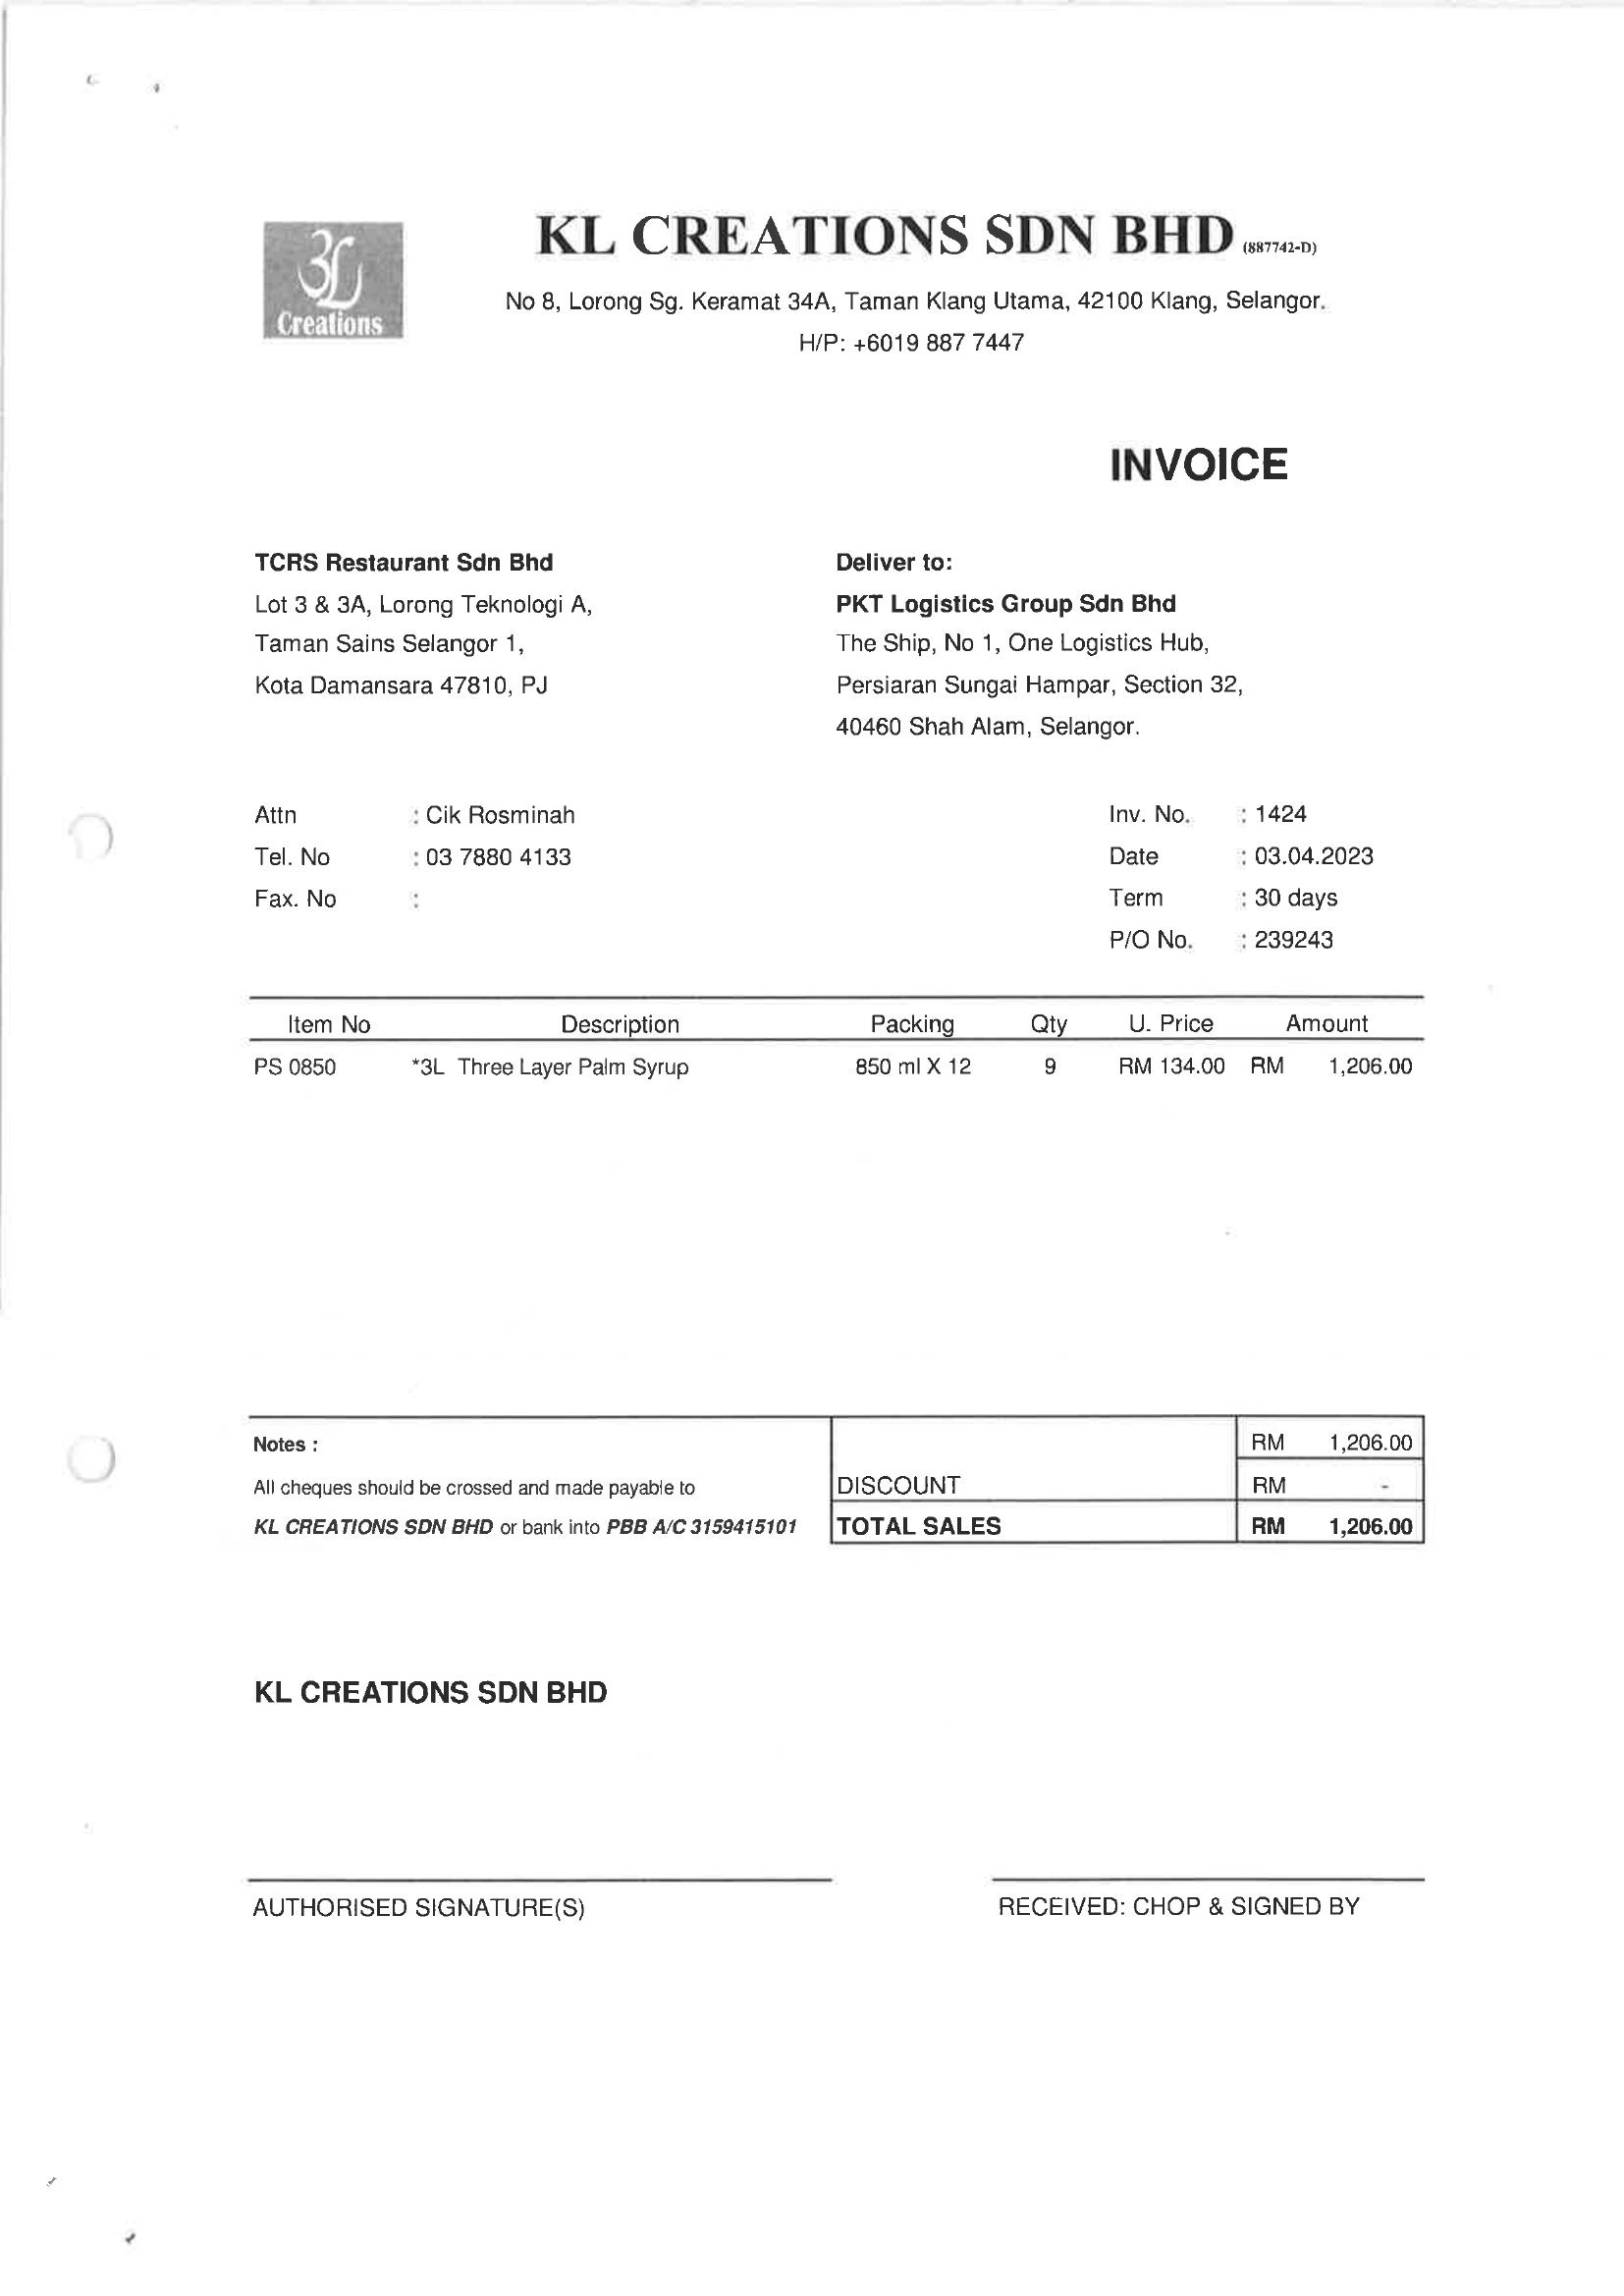 3L
Creations
KL CREATIONS SDN BHD (887742-D)
No 8, Lorong Sg. Keramat 34A, Taman Klang Utama, 42100 Klang, Selangor.
H/P: +6019 887 7447
INVOICE
TCRS Restaurant Sdn Bhd
Lot 3 & 3A, Lorong Teknologi A,
Taman Sains Selangor 1,
Kota Damansara 47810, PJ
Deliver to:
PKT Logistics Group Sdn Bhd
The Ship, No 1, One Logistics Hub,
Persiaran Sungai Hampar, Section 32,
40460 Shah Alam, Selangor.
Attn : Cik Rosminah
Tel. No : 03 7880 4133
Fax. No :
Inv. No. : 1424
Date : 03.04.2023
Term : 30 days
P/O No. : 239243
Item No Description Packing Qty U. Price Amount
PS 0850 *3L Three Layer Palm Syrup 850 ml X 12 9 RM 134.00 RM 1,206.00
Notes :
All cheques should be crossed and made payable to
KL CREATIONS SDN BHD or bank into PBB A/C 3159415101
RM 1,206.00
DISCOUNT RM -
TOTAL SALES RM 1,206.00
KL CREATIONS SDN BHD
AUTHORISED SIGNATURE(S)
RECEIVED: CHOP & SIGNED BY